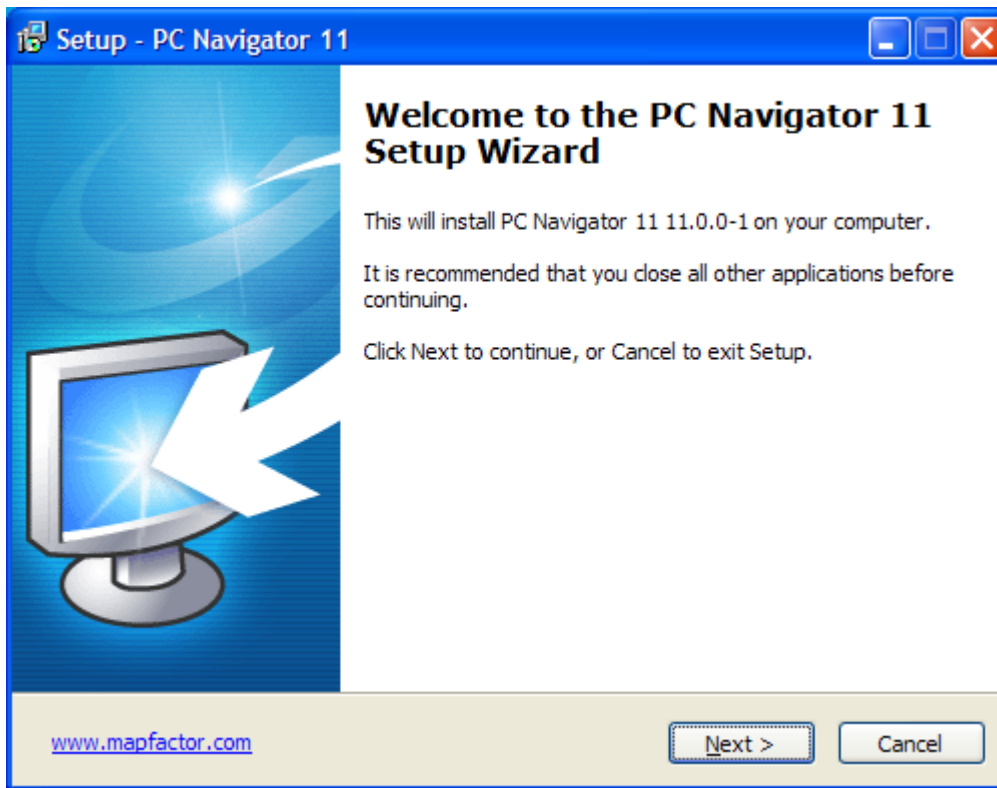 Setup - PC Navigator 11
Welcome to the PC Navigator 11
Setup Wizard
This will install PC Navigator 11 11.0.0-1 on your computer.
It is recommended that you close all other applications before
continuing.
Click Next to continue, or Cancel to exit Setup.
www.mapfactor.com
Next >
Cancel